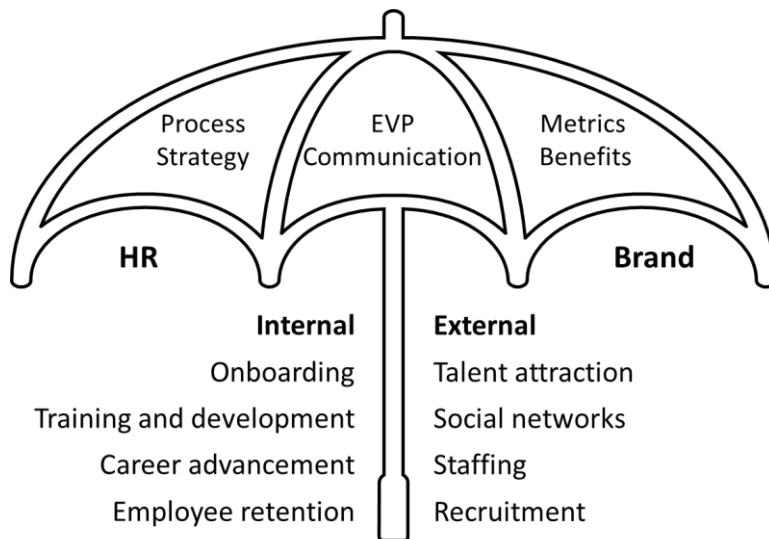 Process
Strategy
EVP
Communication
Metrics
Benefits
HR
Brand
Internal
Onboarding
Training and development
Career advancement
Employee retention
External
Talent attraction
Social networks
Staffing
Recruitment